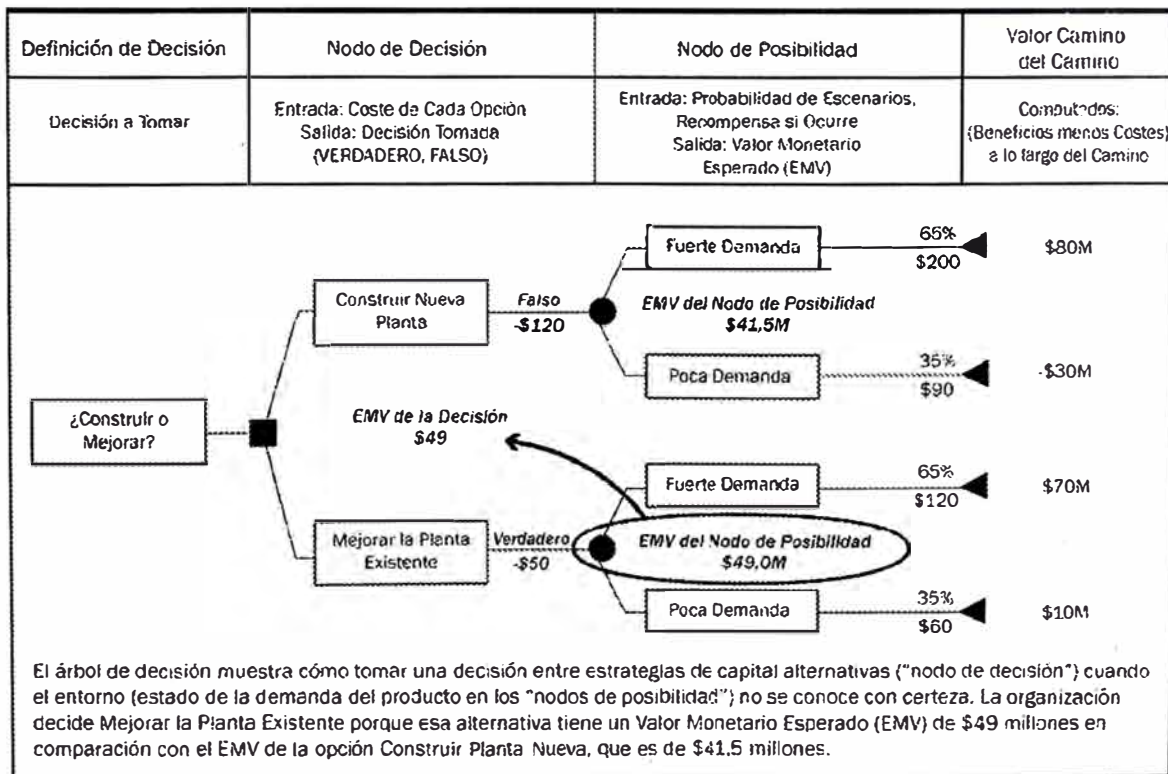 Definición de Decisión
Nodo de Decisión
Nodo de Posibilidad
Valor Camino
del Camino
Decisión a Tomar
Entrada: Coste de Cada Opción
Salida: Decisión Tomada
(VERDADERO, FALSO)
Entrada: Probabilidad de Escenarios,
Recompensa si Ocurre
Salida: Valor Monetario
Esperado (EMV)
Computados:
(Beneficios menos Costes)
a lo largo del Camino
¿Construir o
Mejorar?
Construir Nueva
Planta
Falso
-$120
Fuerte Demanda
65%
$200
$80M
EMV del Nodo de Posibilidad
$41,5M
Poca Demanda
35%
$90
-$30M
EMV de la Decisión
$49
Mejorar la Planta
Existente
Verdadero
-$50
Fuerte Demanda
65%
$120
$70M
EMV del Nodo de Posibilidad
$49,0M
Poca Demanda
35%
$60
$10M
El árbol de decisión muestra cómo tomar una decisión entre estrategias de capital alternativas ("nodo de decisión") cuando
el entorno (estado de la demanda del producto en los "nodos de posibilidad") no se conoce con certeza. La organización
decide Mejorar la Planta Existente porque esa alternativa tiene un Valor Monetario Esperado (EMV) de $49 millones en
comparación con el EMV de la opción Construir Planta Nueva, que es de $41,5 millones.